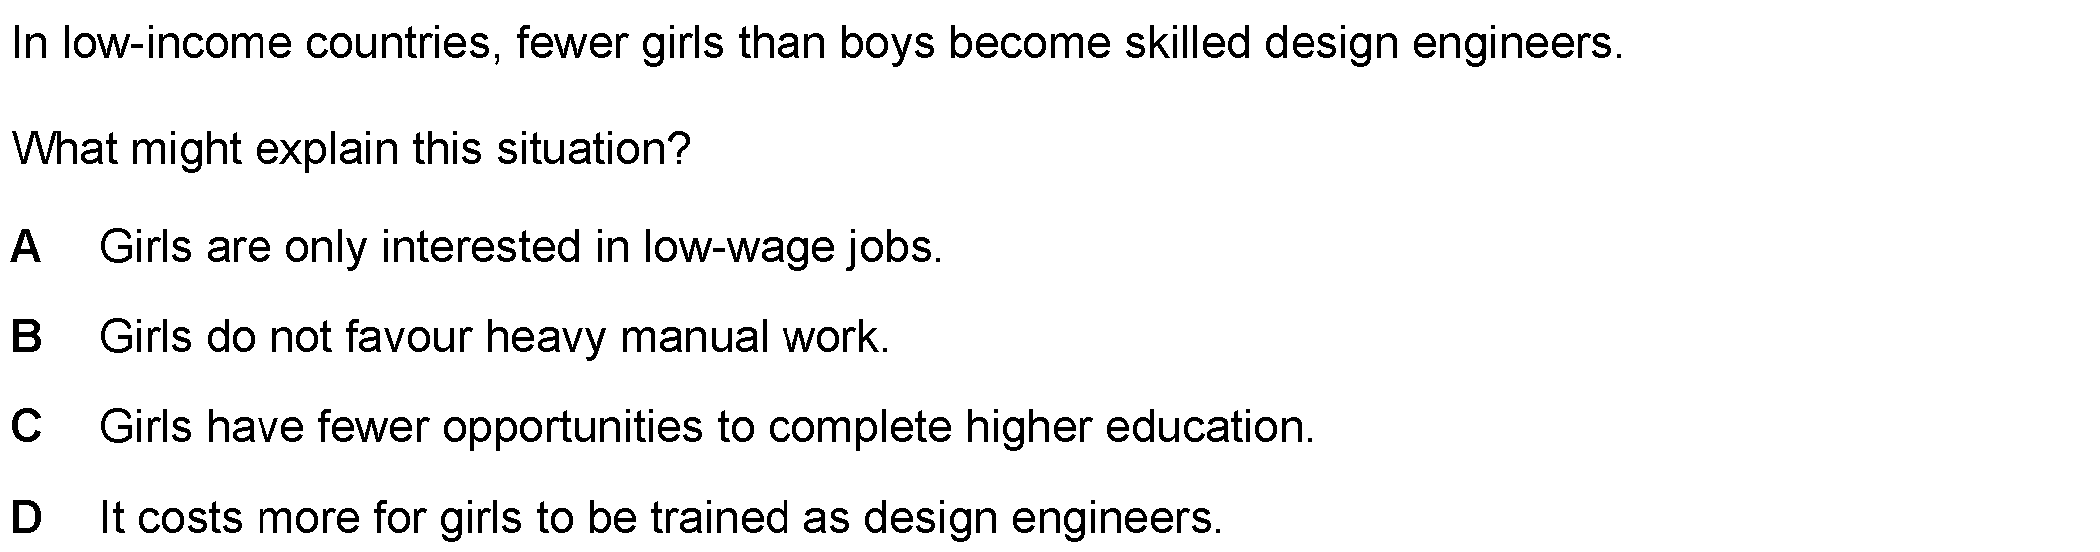 In low-income countries, fewer girls than boys become skilled design engineers.
What might explain this situation?
A Girls are only interested in low-wage jobs.
B Girls do not favour heavy manual work.
C Girls have fewer opportunities to complete higher education.
D It costs more for girls to be trained as design engineers.